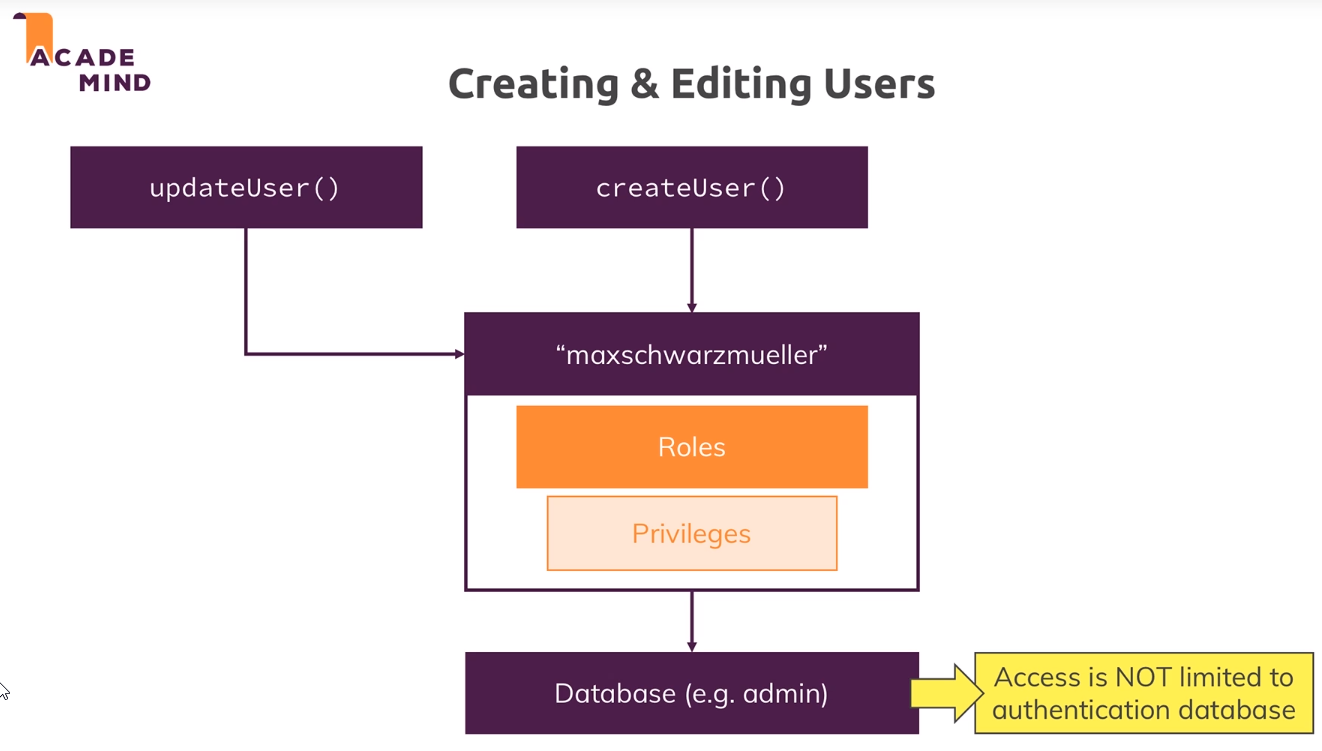 ACADE
MIND
Creating & Editing Users
updateUser()
createUser()
“maxschwarzmueller”
Roles
Privileges
Database (e.g. admin)
Access is NOT limited to
authentication database